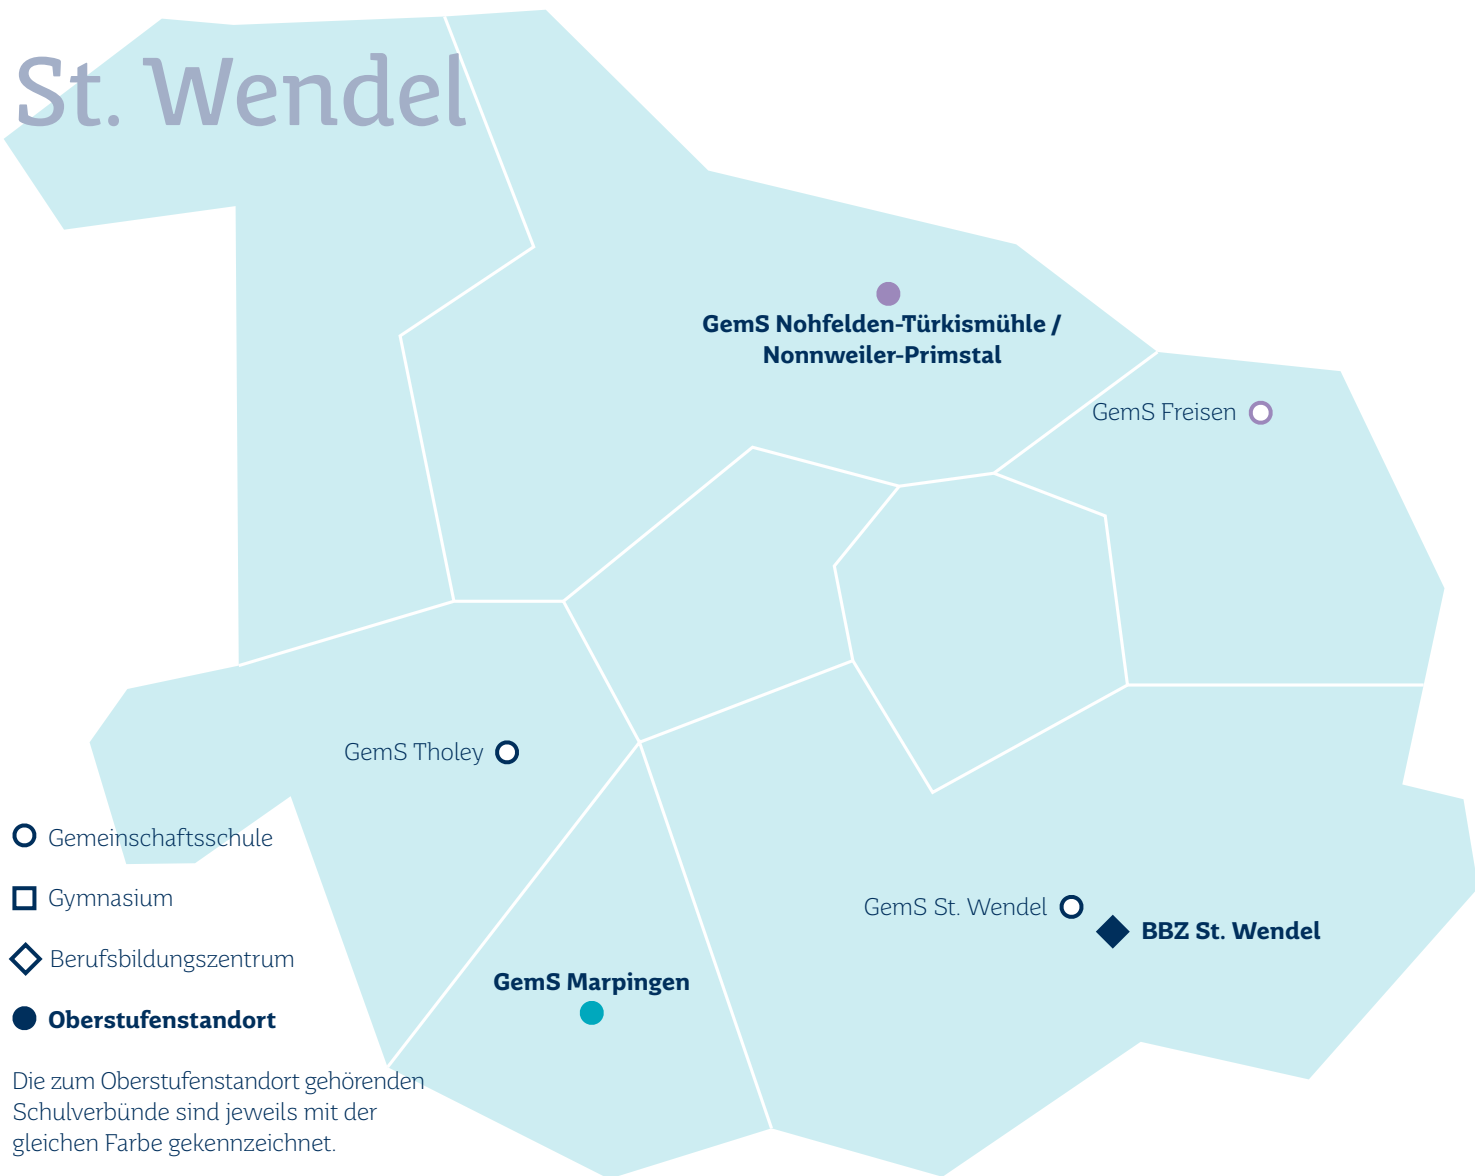 St. Wendel
GemS Nohfelden-Türkismühle /
Nonnweiler-Primstal
GemS Freisen
GemS Tholey
Gemeinschaftsschule
Gymnasium
GemS St. Wendel
BBZ St. Wendel
Berufsbildungszentrum
GemS Marpingen
Oberstufenstandort
Die zum Oberstufenstandort gehörenden
Schulverbünde sind jeweils mit der
gleichen Farbe gekennzeichnet.